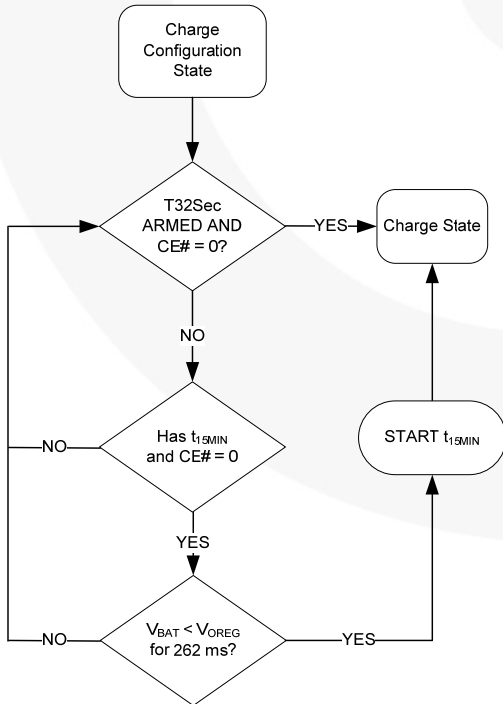 Charge
Configuration
State
T32Sec
ARMED AND
CE# = 0?
YES
Charge State
NO
Has t15MIN
and CE# = 0
NO
START t15MIN
YES
VBAT < VOREG
for 262 ms?
NO
YES